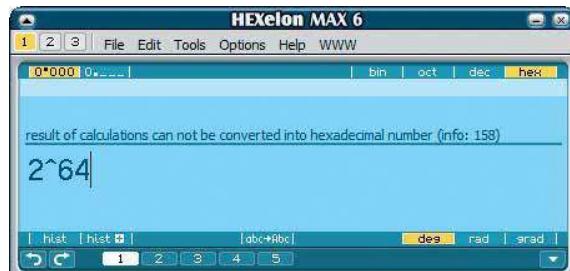 HEXelon MAX 6
1 2 3 File Edit Tools Options Help WWW
0*000 0.___ | bin | oct | dec | hex
result of calculations can not be converted into hexadecimal number (info: 158)
2^64
| hist | hist + | |abc→Abc| deg | rad | grad |
1 2 3 4 5